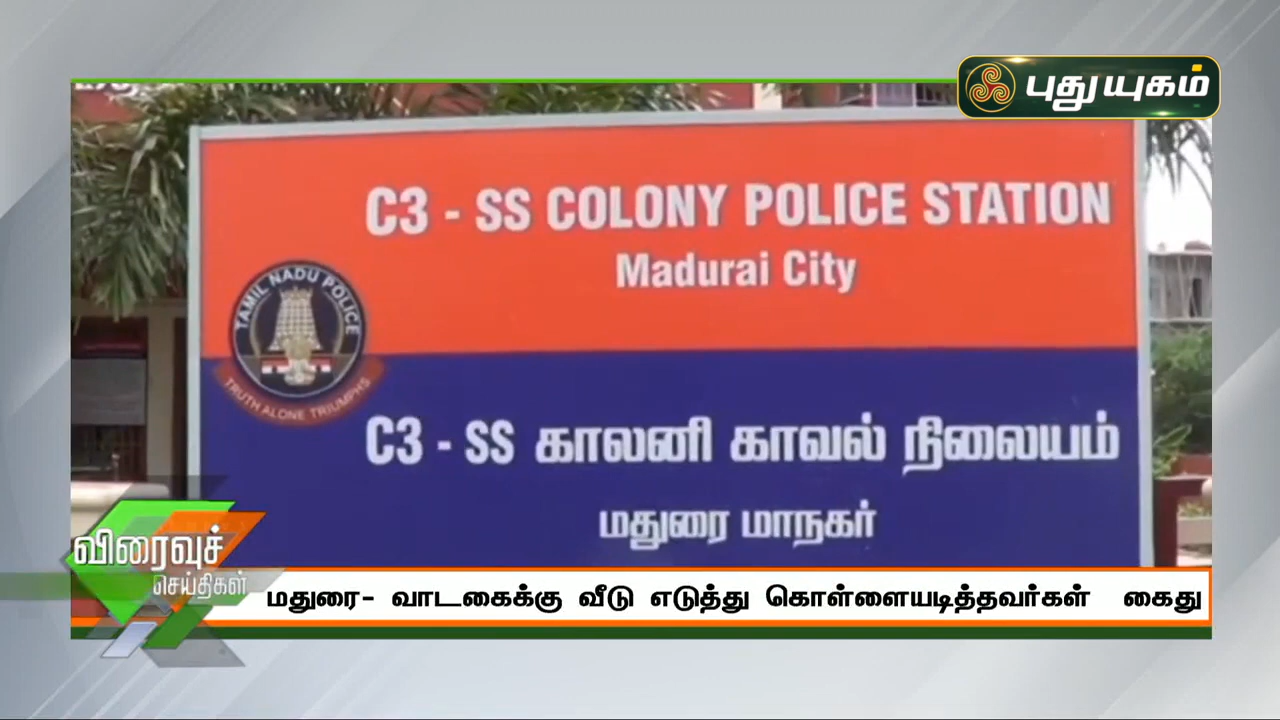 புதுயுகம்
C3 - SS COLONY POLICE STATION
Madurai City
TAMIL NADU POLICE
TRUTH ALONE TRIUMPHS
C3 - SS காலனி காவல் நிலையம்
மதுரை மாநகர்
விரைவுச்
செய்திகள்
மதுரை- வாடகைக்கு வீடு எடுத்து கொள்ளையடித்தவர்கள் கைது